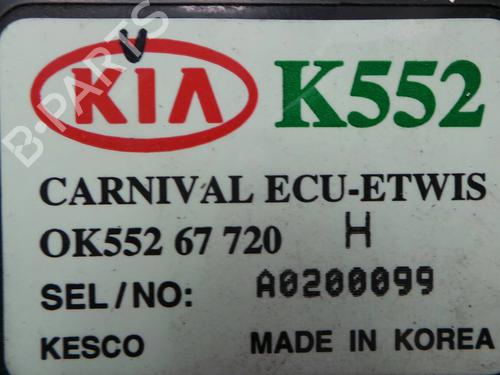 KIA K552
CARNIVAL ECU-ETWIS
OK552 67 720 H
SEL/NO: A0200099
KESCO MADE IN KOREA
B-PARTS